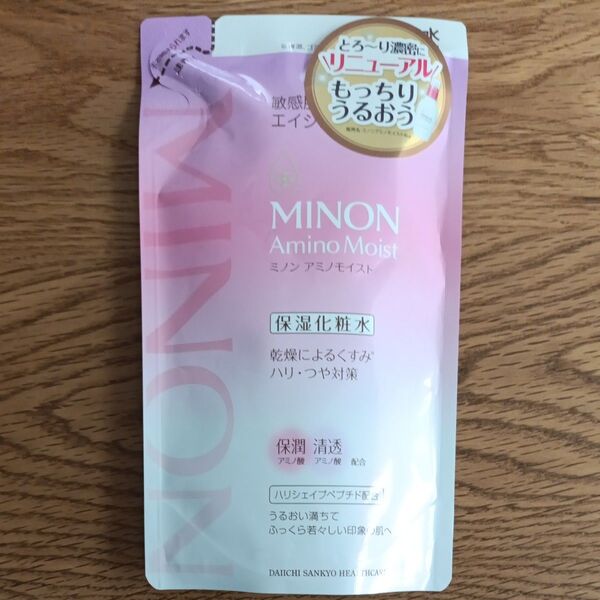 水
とろ～り濃密に
リニューアル
もっちり
うるおう
敏感肌
エイジ
MINON
MINON
Amino Moist
ミノン アミノモイスト
保湿化粧水
乾燥によるくすみ*
ハリ・つや対策
保潤 清透
アミノ酸 アミノ酸 配合
ハリシェイプペプチド配合
うるおい満ちて
ふっくら若々しい印象の肌へ
DAIICHI SANKYO HEALTHCARE